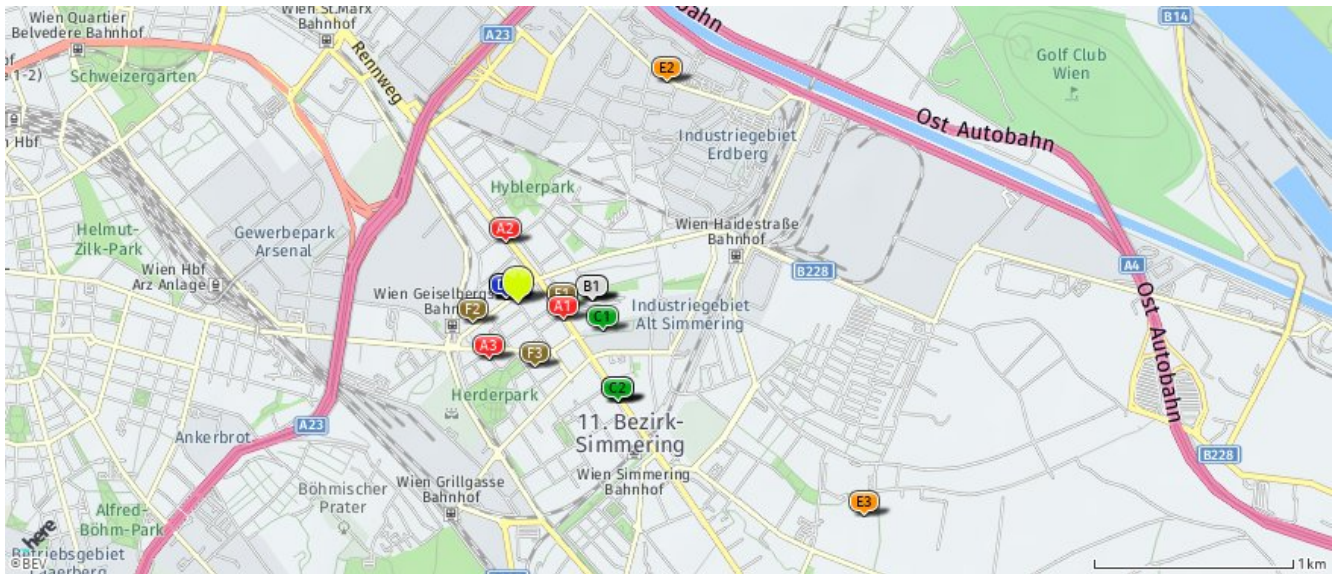 Wien Quartier
Belvedere Bahnhof
Wien St.Marx
Bahnhof
A23
Rennweg
Schweizergarten
E2
B14
Golf Club
Wien
Ost Autobahn
Industriegebiet
Erdberg
Hyblerpark
Helmut-
Zilk-Park
Gewerbepark
Arsenal
A2
Wien Haidestraße
Bahnhof
A4
B228
Wien Hbf
Arz Anlage
Wien
F2
B1
A1
C1
Industriegebiet
Alt Simmering
Ost Autobahn
A3
F3
Herderpark
C2
11. Bezirk-
Simmering
A23
Ankerbrot
Wien Simmering
Bahnhof
B228
Wien Grillgasse
Bahnhof
Böhmischer
Prater
E3
Alfred-
Böhm-Park
here
©BEV
1km